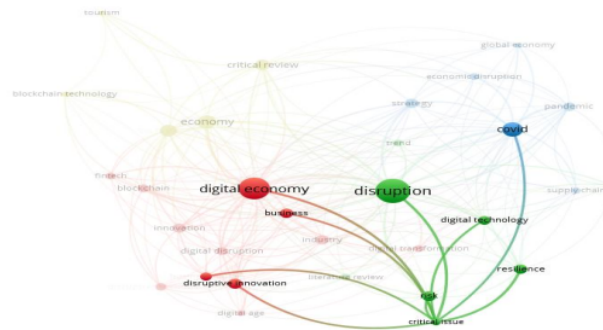 tourism
global economy
critical review
economic disruption
blockchain technology
strategy
pandemic
economy
covid
trend
fintech
blockchain
digital economy
disruption
supply chain
business
digital technology
innovation
industry
digital disruption
digital transformation
resilience
literature review
disruptive innovation
risk
digital age
critical issue